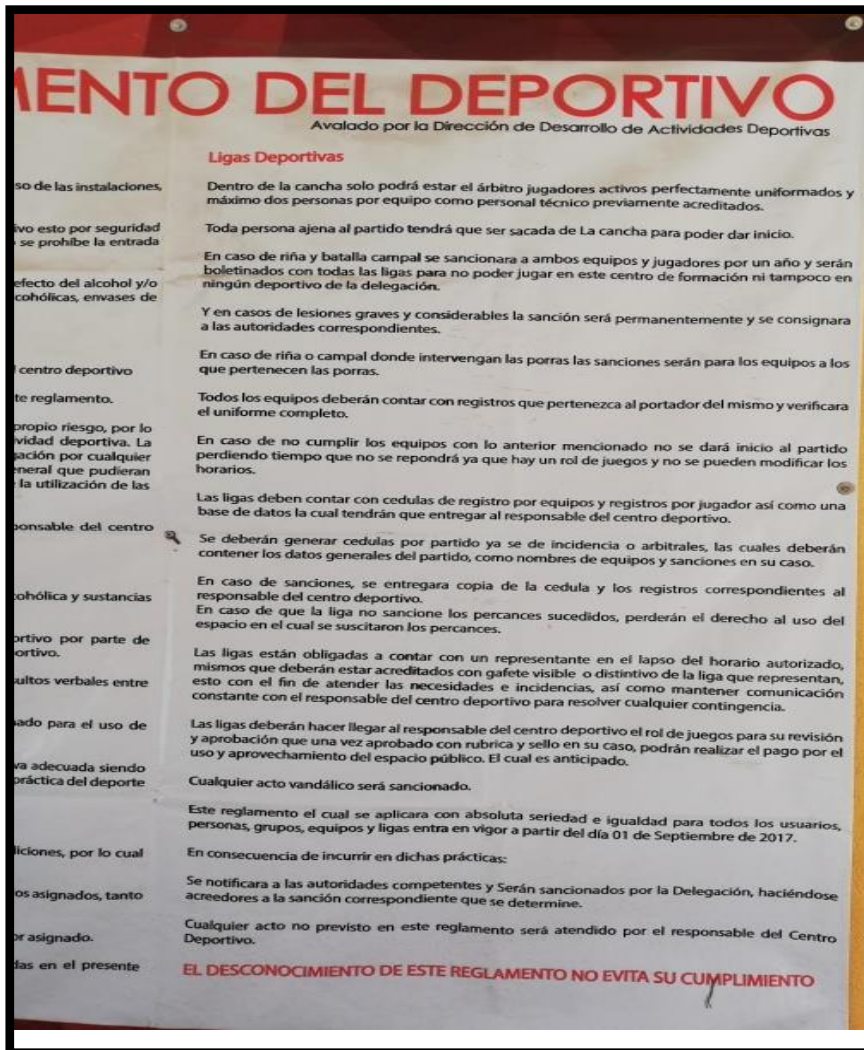 MENTO DEL DEPORTIVO
Avalado por la Dirección de Desarrollo de Actividades Deportivas
so de las instalaciones,
ivo esto por seguridad
se prohíbe la entrada
efecto del alcohol y/o
cohólicas, envases de
centro deportivo
te reglamento.
propio riesgo, por lo
vidad deportiva. La
gación por cualquier
eneral que pudieran
la utilización de las
ponsable del centro
ohólica y sustancias
ortivo por parte de
ortivo.
sultos verbales entre
nado para el uso de
va adecuada siendo
práctica del deporte
diciones, por lo cual
os asignados, tanto
or asignado.
das en el presente
Ligas Deportivas
Dentro de la cancha solo podrá estar el árbitro jugadores activos perfectamente uniformados y
máximo dos personas por equipo como personal técnico previamente acreditados.
Toda persona ajena al partido tendrá que ser sacada de La cancha para poder dar inicio.
En caso de riña y batalla campal se sancionara a ambos equipos y jugadores por un año y serán
boletinados con todas las ligas para no poder jugar en este centro de formación ni tampoco en
ningún deportivo de la delegación.
Y en casos de lesiones graves y considerables la sanción será permanentemente y se consignara
a las autoridades correspondientes.
En caso de riña o campal donde intervengan las porras las sanciones serán para los equipos a los
que pertenecen las porras.
Todos los equipos deberán contar con registros que pertenezca al portador del mismo y verificara
el uniforme completo.
En caso de no cumplir los equipos con lo anterior mencionado no se dará inicio al partido
perdiendo tiempo que no se repondrá ya que hay un rol de juegos y no se pueden modificar los
horarios.
Las ligas deben contar con cedulas de registro por equipos y registros por jugador así como una
base de datos la cual tendrán que entregar al responsable del centro deportivo.
Se deberán generar cedulas por partido ya se de incidencia o arbitrales, las cuales deberán
contener los datos generales del partido, como nombres de equipos y sanciones en su caso.
En caso de sanciones, se entregara copia de la cedula y los registros correspondientes al
responsable del centro deportivo.
En caso de que la liga no sancione los percances sucedidos, perderán el derecho al uso del
espacio en el cual se suscitaron los percances.
Las ligas están obligadas a contar con un representante en el lapso del horario autorizado,
mismos que deberán estar acreditados con gafete visible o distintivo de la liga que representan,
esto con el fin de atender las necesidades e incidencias, así como mantener comunicación
constante con el responsable del centro deportivo para resolver cualquier contingencia.
Las ligas deberán hacer llegar al responsable del centro deportivo el rol de juegos para su revisión
y aprobación que una vez aprobado con rubrica y sello en su caso, podrán realizar el pago por el
uso y aprovechamiento del espacio público. El cual es anticipado.
Cualquier acto vandálico será sancionado.
Este reglamento el cual se aplicara con absoluta seriedad e igualdad para todos los usuarios,
personas, grupos, equipos y ligas entra en vigor a partir del día 01 de Septiembre de 2017.
En consecuencia de incurrir en dichas prácticas:
Se notificara a las autoridades competentes y Serán sancionados por la Delegación, haciéndose
acreedores a la sanción correspondiente que se determine.
Cualquier acto no previsto en este reglamento será atendido por el responsable del Centro
Deportivo.
EL DESCONOCIMIENTO DE ESTE REGLAMENTO NO EVITA SU CUMPLIMIENTO